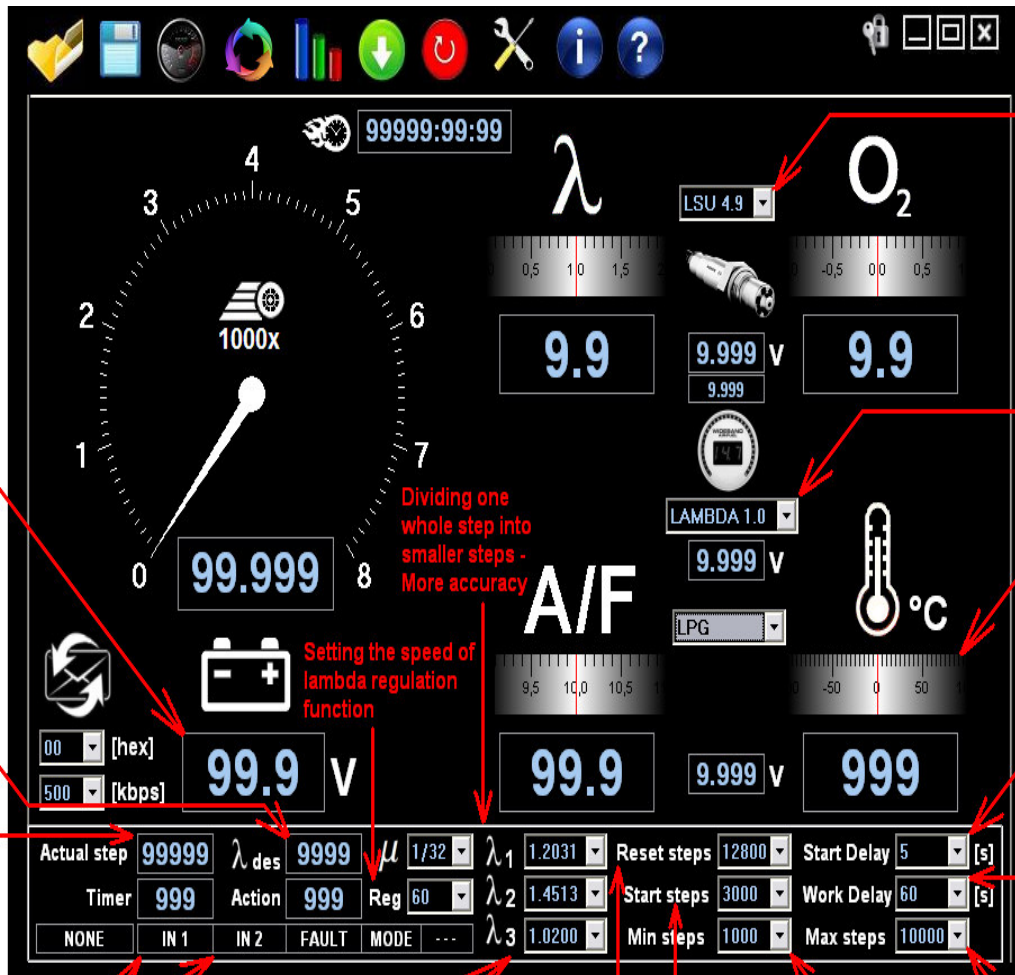 99999:99:99
4
3
5
2
6
1000x
1
7
0
8
99.999
λ
LSU 4.9
O2
0,5 1,0 1,5
-0,5 0,0 0,5
9.9
9.999 V
9.999
9.9
WIDEBAND
14.7
LAMBDA 1.0
9.999 V
Dividing one
whole step into
smaller steps -
More accuracy
A/F
LPG
°C
Setting the speed of
lambda regulation
function
9,5 10,0 10,5
-50 0 50
00 [hex]
500 [kbps]
99.9 V
99.9
9.999 V
999
Actual step 99999 λ des 9999 μ 1/32 λ1 1.2031 Reset steps 12800 Start Delay 5 [s]
Timer 999 Action 999 Reg 60 λ2 1.4513 Start steps 3000 Work Delay 60 [s]
NONE IN 1 IN 2 FAULT MODE --- λ3 1.0200 Min steps 1000 Max steps 10000